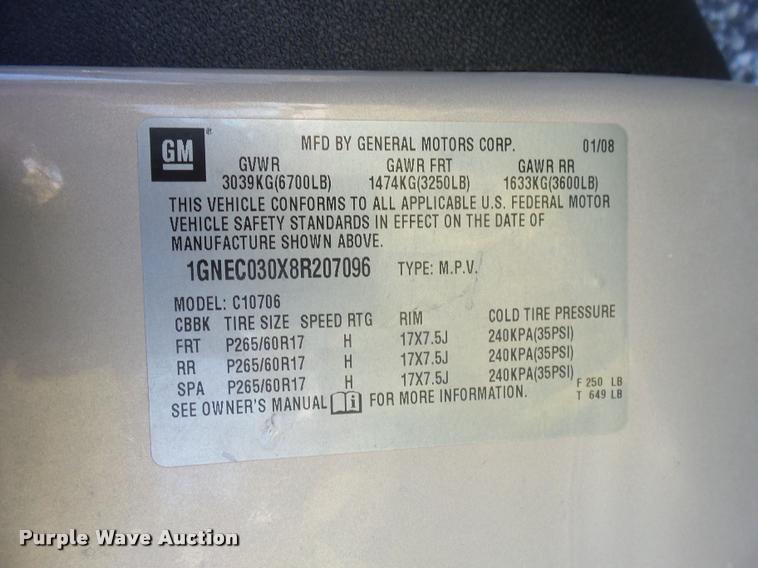 GM
MFD BY GENERAL MOTORS CORP. 01/08
GVWR GAWR FRT GAWR RR
3039KG(6700LB) 1474KG(3250LB) 1633KG(3600LB)
THIS VEHICLE CONFORMS TO ALL APPLICABLE U.S. FEDERAL MOTOR
VEHICLE SAFETY STANDARDS IN EFFECT ON THE DATE OF
MANUFACTURE SHOWN ABOVE.
1GNEC030X8R207096 TYPE: M.P.V.
MODEL: C10706
CBBK TIRE SIZE SPEED RTG RIM COLD TIRE PRESSURE
FRT P265/60R17 H 17X7.5J 240KPA(35PSI)
RR P265/60R17 H 17X7.5J 240KPA(35PSI)
SPA P265/60R17 H 17X7.5J 240KPA(35PSI) F 250 LB
SEE OWNER'S MANUAL i FOR MORE INFORMATION. T 649 LB
Purple Wave Auction